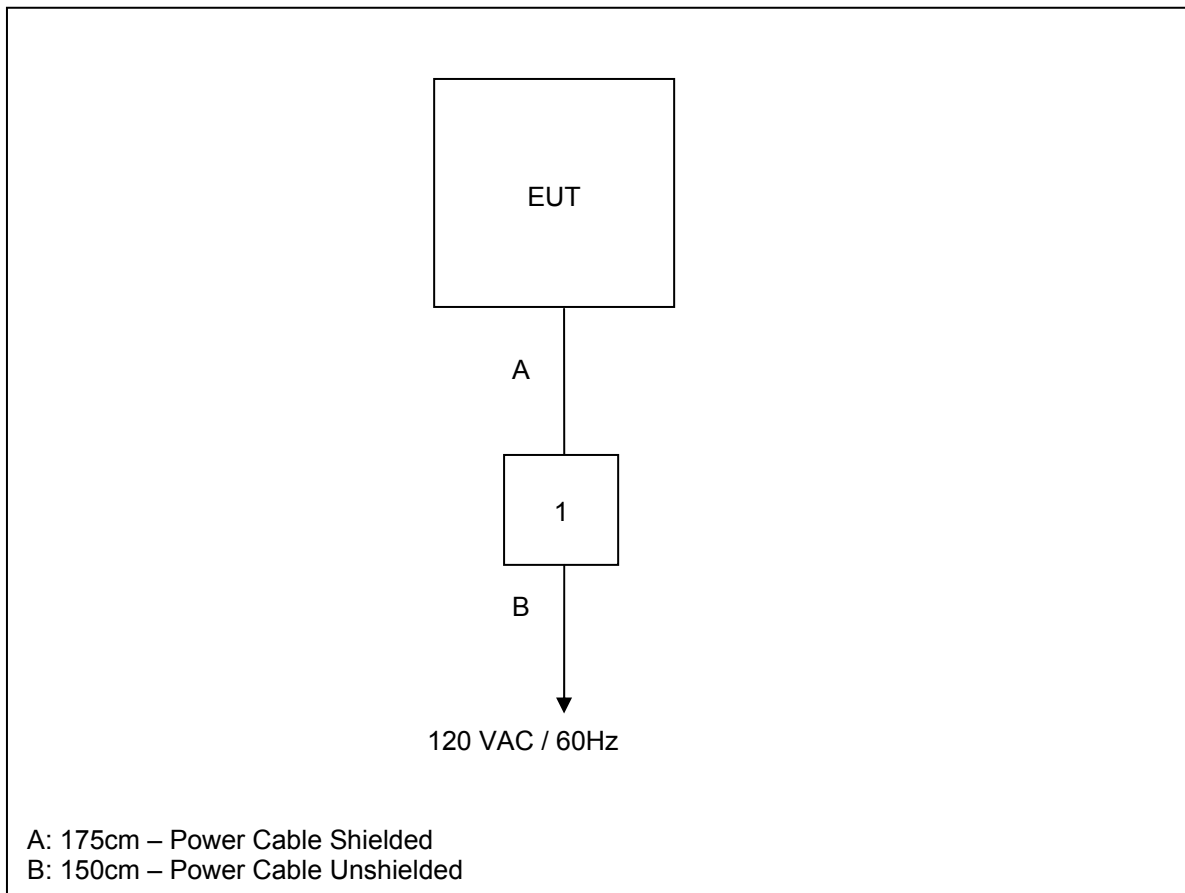 EUT
A
1
B
120 VAC / 60Hz
A: 175cm – Power Cable Shielded
B: 150cm – Power Cable Unshielded